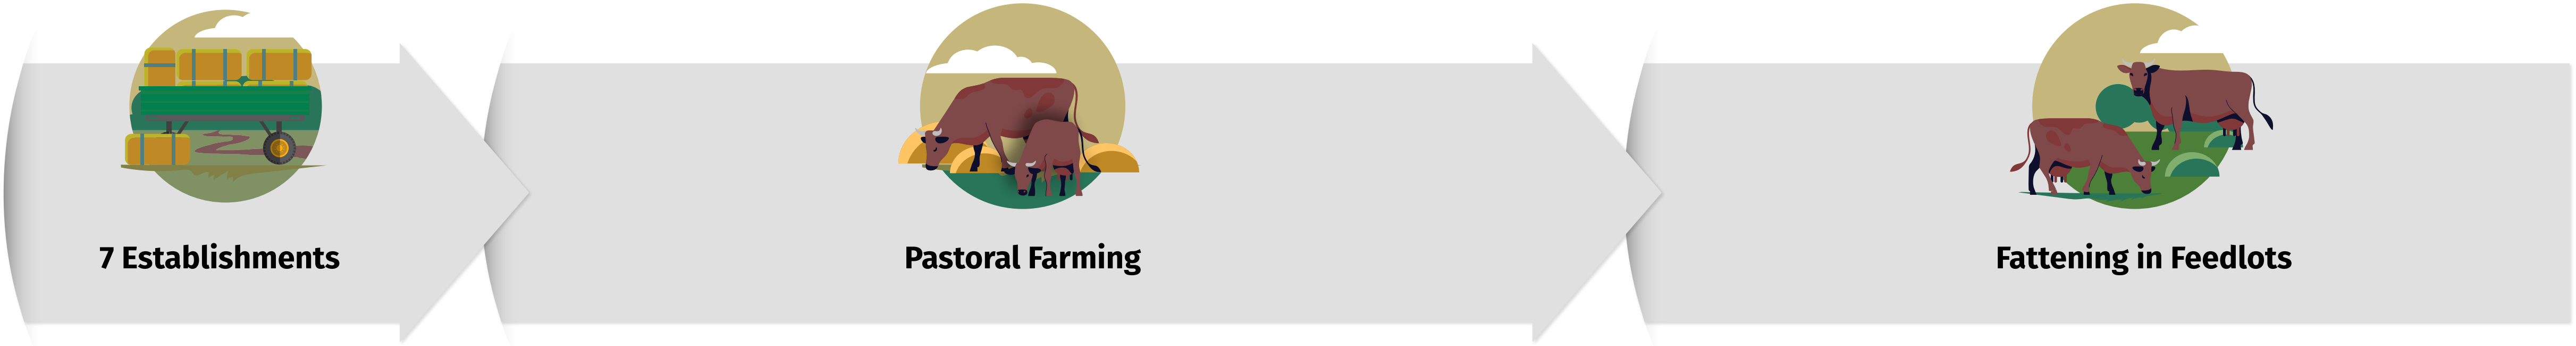 7 Establishments
Pastoral Farming
Fattening in Feedlots